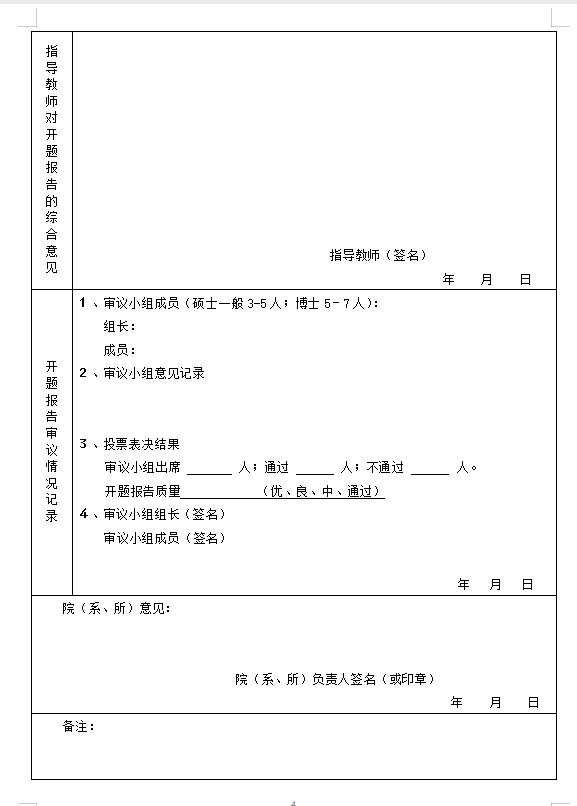 指导教师对开题报告的综合意见
指导教师（签名）
年 月 日
开题报告审议情况记录
1、审议小组成员（硕士一般3-5人；博士5-7人）：
组长：
成员：
2、审议小组意见记录
3、投票表决结果
审议小组出席 ______ 人；通过 _____ 人；不通过 _____ 人。
开题报告质量 （优、良、中、通过）
4、审议小组组长（签名）
审议小组成员（签名）
年 月 日
院（系、所）意见：
院（系、所）负责人签名（或印章）
年 月 日
备注：
4